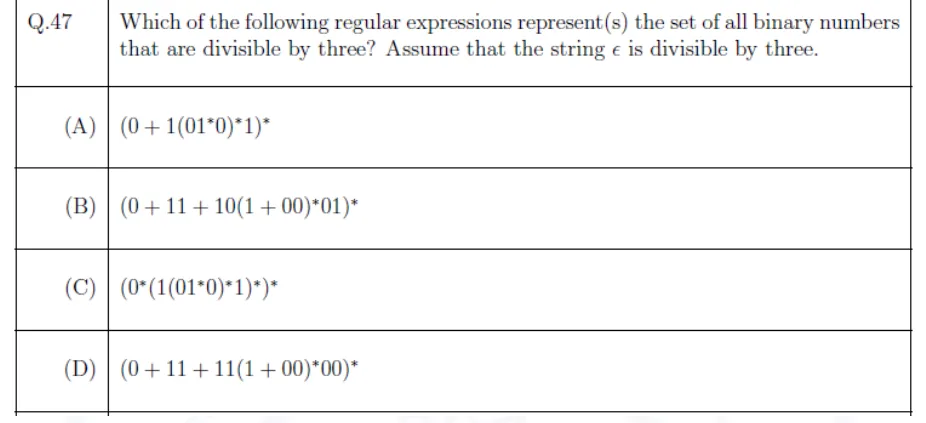 Q.47 Which of the following regular expressions represent(s) the set of all binary numbers
that are divisible by three? Assume that the string ϵ is divisible by three.
(A) (0 + 1(01*0)*1)*
(B) (0 + 11 + 10(1 + 00)*01)*
(C) (0*(1(01*0)*1)*)*
(D) (0 + 11 + 11(1 + 00)*00)*